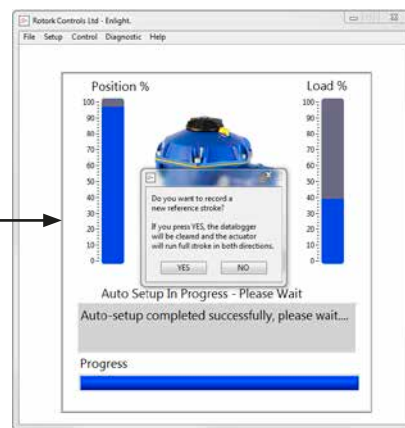 Rotork Controls Ltd - Enlight.
File Setup Control Diagnostic Help
Position %
Load %
100
90
80
70
60
50
40
30
20
10
0
100
90
80
70
60
50
40
30
20
10
0
Do you want to record a
new reference stroke?
If you press YES, the datalogger
will be cleared and the actuator
will run full stroke in both directions.
YES NO
Auto Setup In Progress - Please Wait
Auto-setup completed successfully, please wait....
Progress